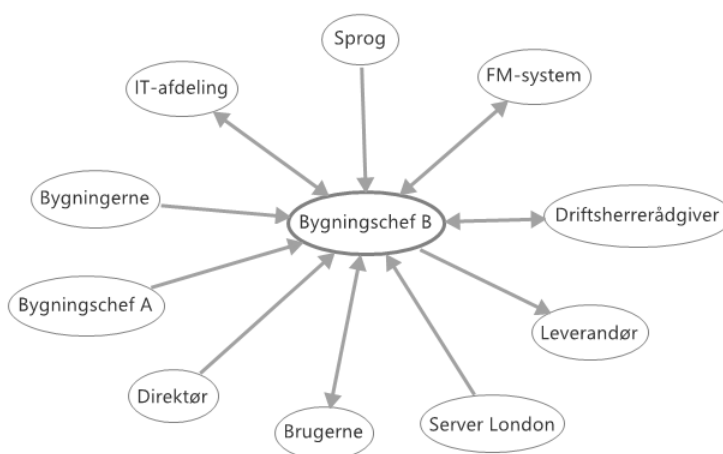 Sprog
FM-system
IT-afdeling
Bygningerne
Bygningschef B
Driftsherrerådgiver
Bygningschef A
Leverandør
Direktør
Brugerne
Server London